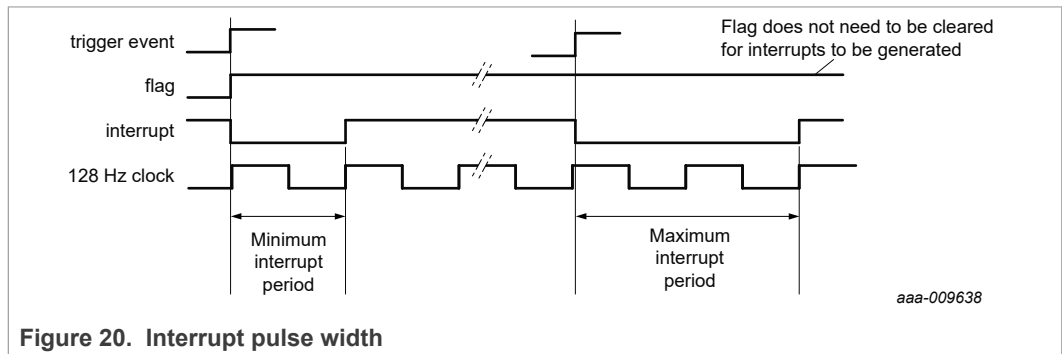 trigger event
Flag does not need to be cleared
for interrupts to be generated
flag
interrupt
128 Hz clock
Minimum
interrupt
period
Maximum
interrupt
period
aaa-009638
Figure 20. Interrupt pulse width